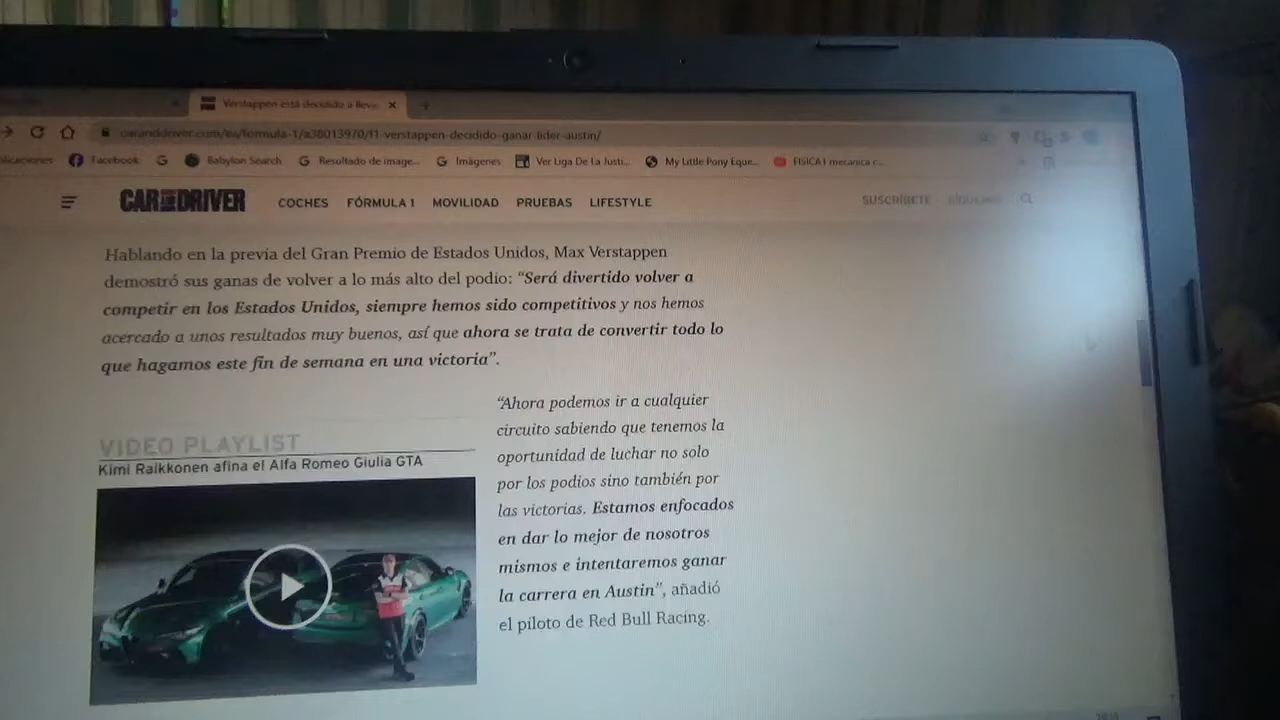 Verstappen está decidido a lleva
caranddriver.com/es/formula-1/a38013970/f1-verstappen-decidido-ganar-lider-austin/
Facebook
Babylon Search
Resultado de image...
Imágenes
Ver Liga De La Justi...
My Little Pony Eque...
FISICA I mecanica c...
CAR AND DRIVER
COCHES FÓRMULA 1 MOVILIDAD PRUEBAS LIFESTYLE
SUSCRÍBETE
Hablando en la previa del Gran Premio de Estados Unidos, Max Verstappen
demostró sus ganas de volver a lo más alto del podio: “Será divertido volver a
competir en los Estados Unidos, siempre hemos sido competitivos y nos hemos
acercado a unos resultados muy buenos, así que ahora se trata de convertir todo lo
que hagamos este fin de semana en una victoria”.
VIDEO PLAYLIST
Kimi Raikkonen afina el Alfa Romeo Giulia GTA
“Ahora podemos ir a cualquier
circuito sabiendo que tenemos la
oportunidad de luchar no solo
por los podios sino también por
las victorias. Estamos enfocados
en dar lo mejor de nosotros
mismos e intentaremos ganar
la carrera en Austin”, añadió
el piloto de Red Bull Racing.